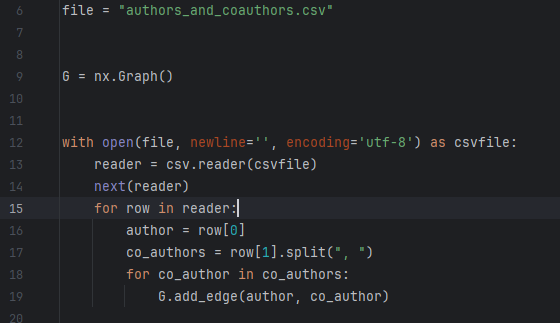 6 file = "authors_and_coauthors.csv"
7
8
9 G = nx.Graph()
10
11
12 with open(file, newline='', encoding='utf-8') as csvfile:
13     reader = csv.reader(csvfile)
14     next(reader)
15     for row in reader:
16         author = row[0]
17         co_authors = row[1].split(", ")
18         for co_author in co_authors:
19             G.add_edge(author, co_author)
20